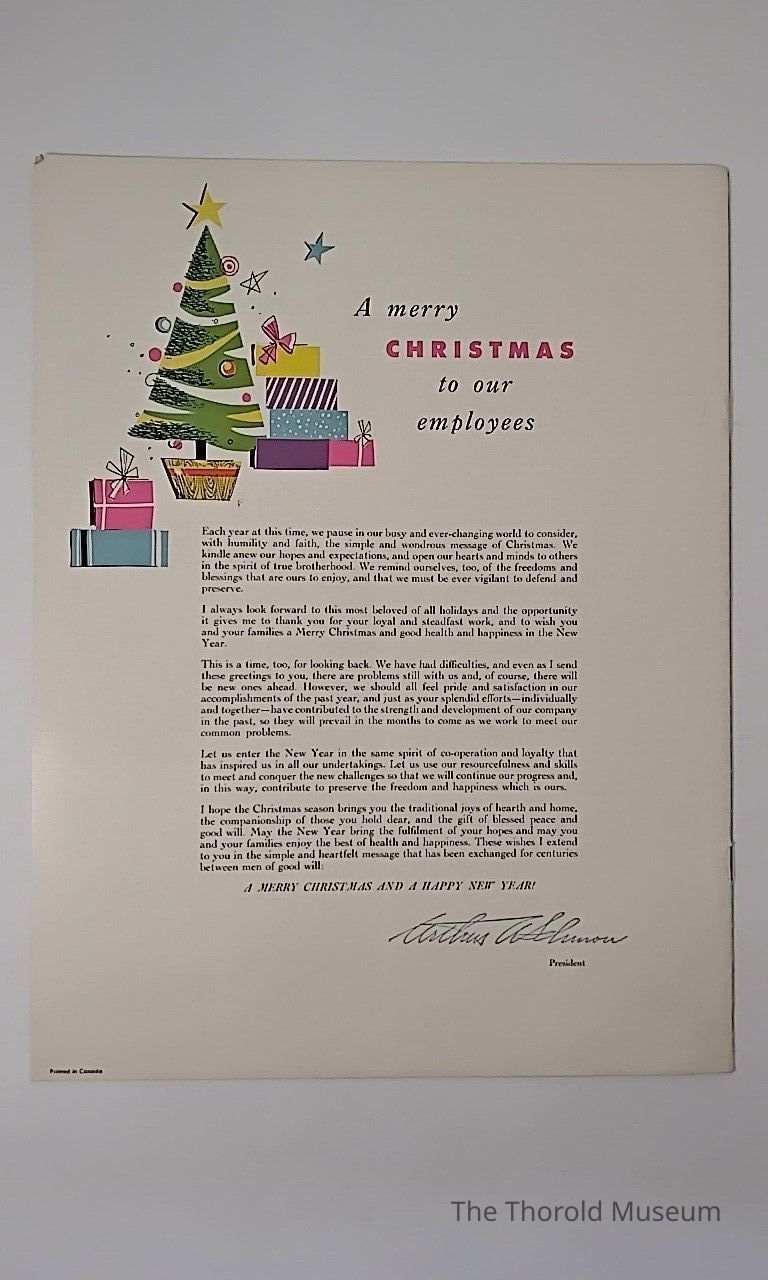 A merry
CHRISTMAS
to our
employees
Each year at this time, we pause in our busy and ever-changing world to consider,
with humility and faith, the simple and wondrous message of Christmas. We
kindle anew our hopes and expectations, and open our hearts and minds to others
in the spirit of true brotherhood. We remind ourselves, too, of the freedoms and
blessings that are ours to enjoy, and that we must be ever vigilant to defend and
preserve.
I always look forward to this most beloved of all holidays and the opportunity
it gives me to thank you for your loyal and steadfast work, and to wish you
and your families a Merry Christmas and good health and happiness in the New
Year.
This is a time, too, for looking back. We have had difficulties, and even as I send
these greetings to you, there are problems still with us and, of course, there will
be new ones ahead. However, we should all feel pride and satisfaction in our
accomplishments of the past year, and just as your splendid efforts—individually
and together—have contributed to the strength and development of our company
in the past, so they will prevail in the months to come as we work to meet our
common problems.
Let us enter the New Year in the same spirit of co-operation and loyalty that
has inspired us in all our undertakings. Let us use our resourcefulness and skills
to meet and conquer the new challenges so that we will continue our progress and,
in this way, contribute to preserve the freedom and happiness which is ours.
I hope the Christmas season brings you the traditional joys of hearth and home,
the companionship of those you hold dear, and the gift of blessed peace and
good will. May the New Year bring the fulfilment of your hopes and may you
and your families enjoy the best of health and happiness. These wishes I extend
to you in the simple and heartfelt message that has been exchanged for centuries
between men of good will:
A MERRY CHRISTMAS AND A HAPPY NEW YEAR!
Arthur
President
Printed in Canada
The Thorold Museum